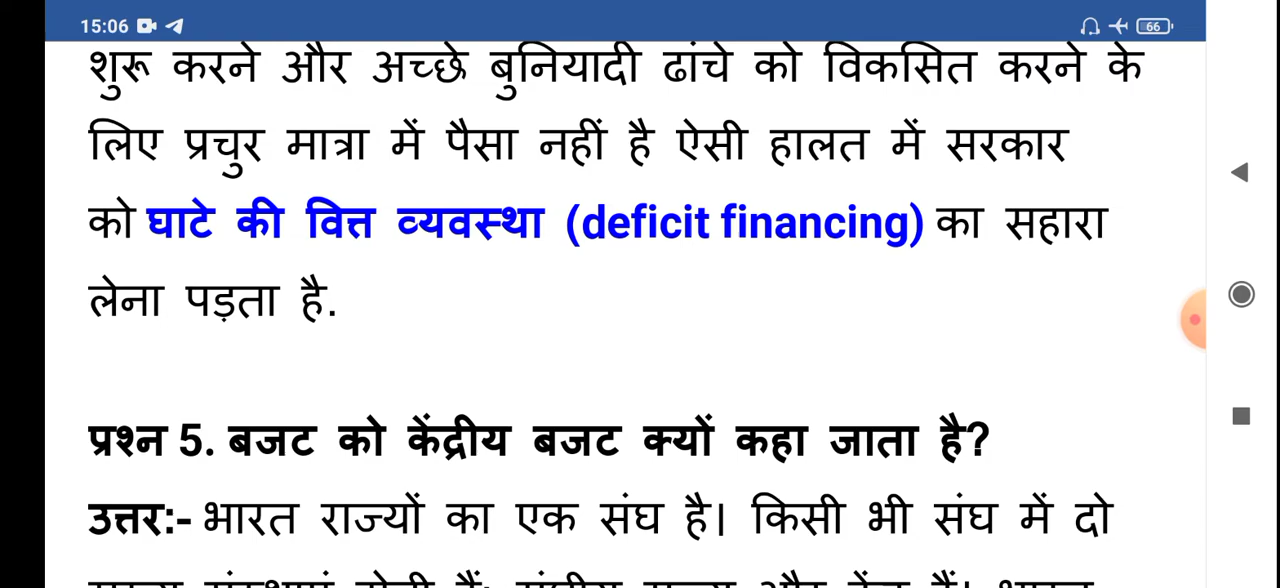 15:06
66
शुरू करने और अच्छे बुनियादी ढांचे को विकसित करने के
लिए प्रचुर मात्रा में पैसा नहीं है ऐसी हालत में सरकार
को घाटे की वित्त व्यवस्था (deficit financing) का सहारा
लेना पड़ता है.
प्रश्न 5. बजट को केंद्रीय बजट क्यों कहा जाता है?
उत्तर:- भारत राज्यों का एक संघ है। किसी भी संघ में दो